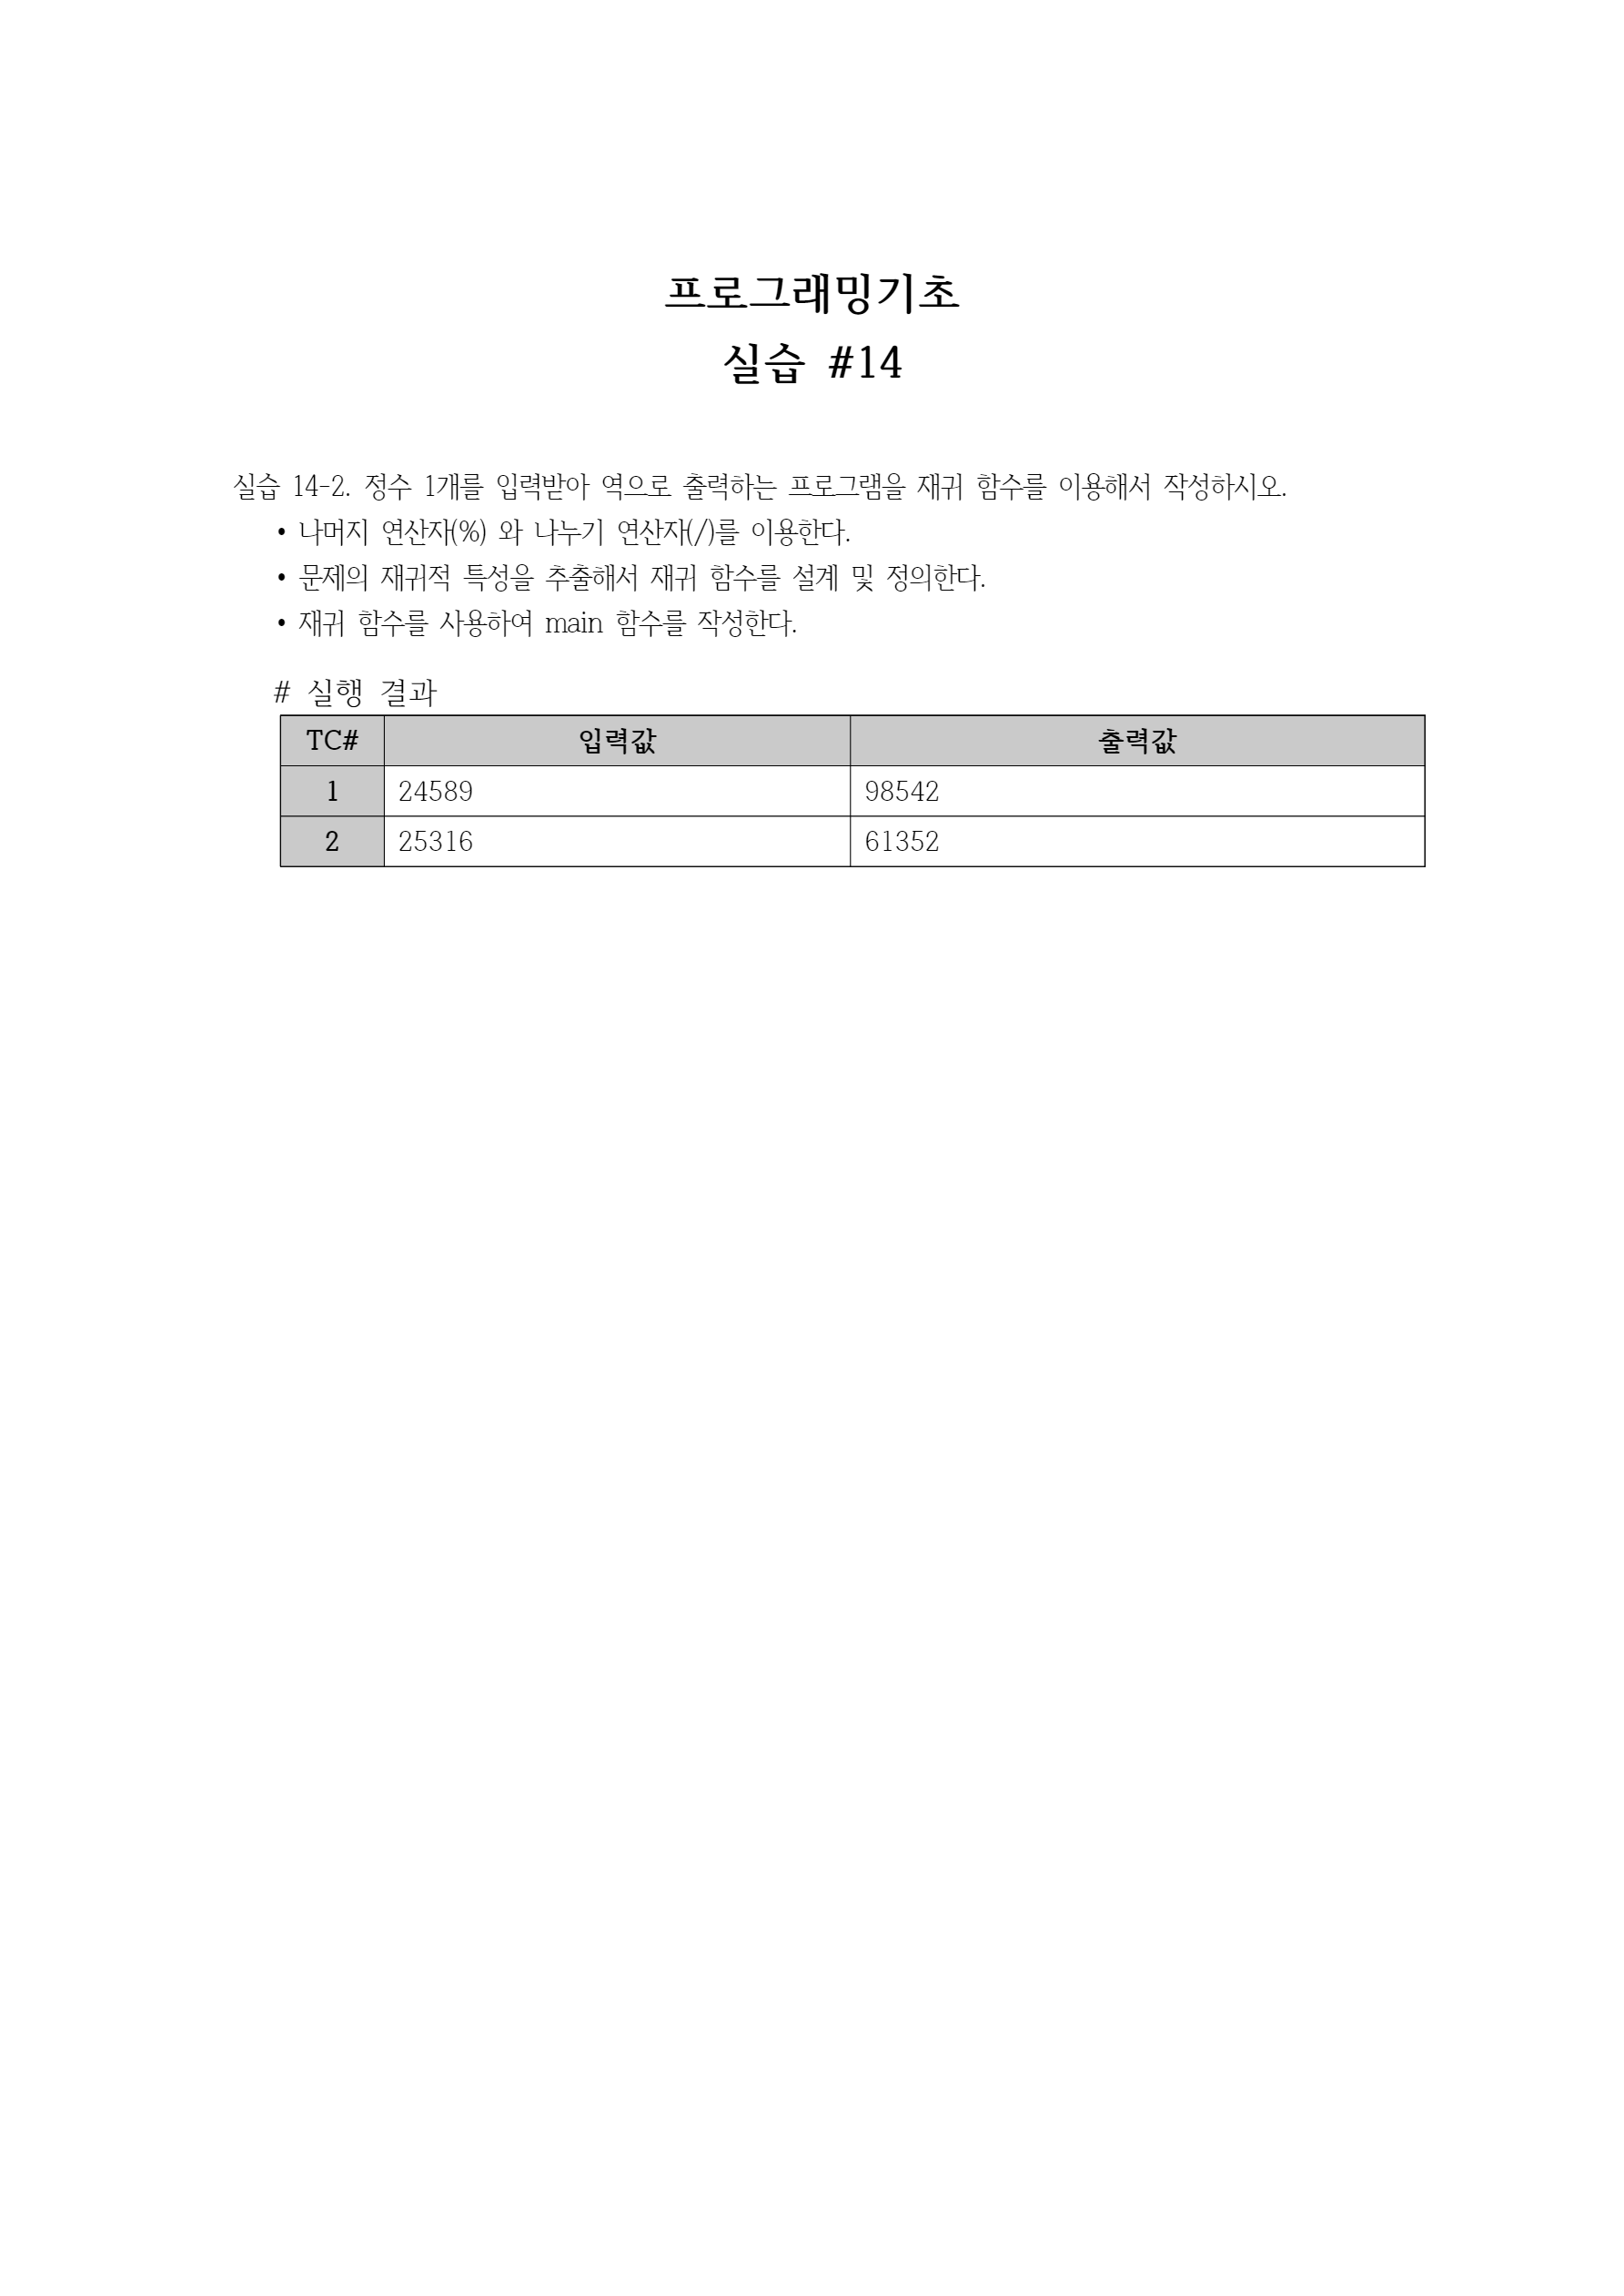 프로그래밍기초
실습 #14
실습 14-2. 정수 1개를 입력받아 역으로 출력하는 프로그램을 재귀 함수를 이용해서 작성하시오.
• 나머지 연산자(%) 와 나누기 연산자(/)를 이용한다.
• 문제의 재귀적 특성을 추출해서 재귀 함수를 설계 및 정의한다.
• 재귀 함수를 사용하여 main 함수를 작성한다.
# 실행 결과
TC# 입력값 출력값
1 24589 98542
2 25316 61352